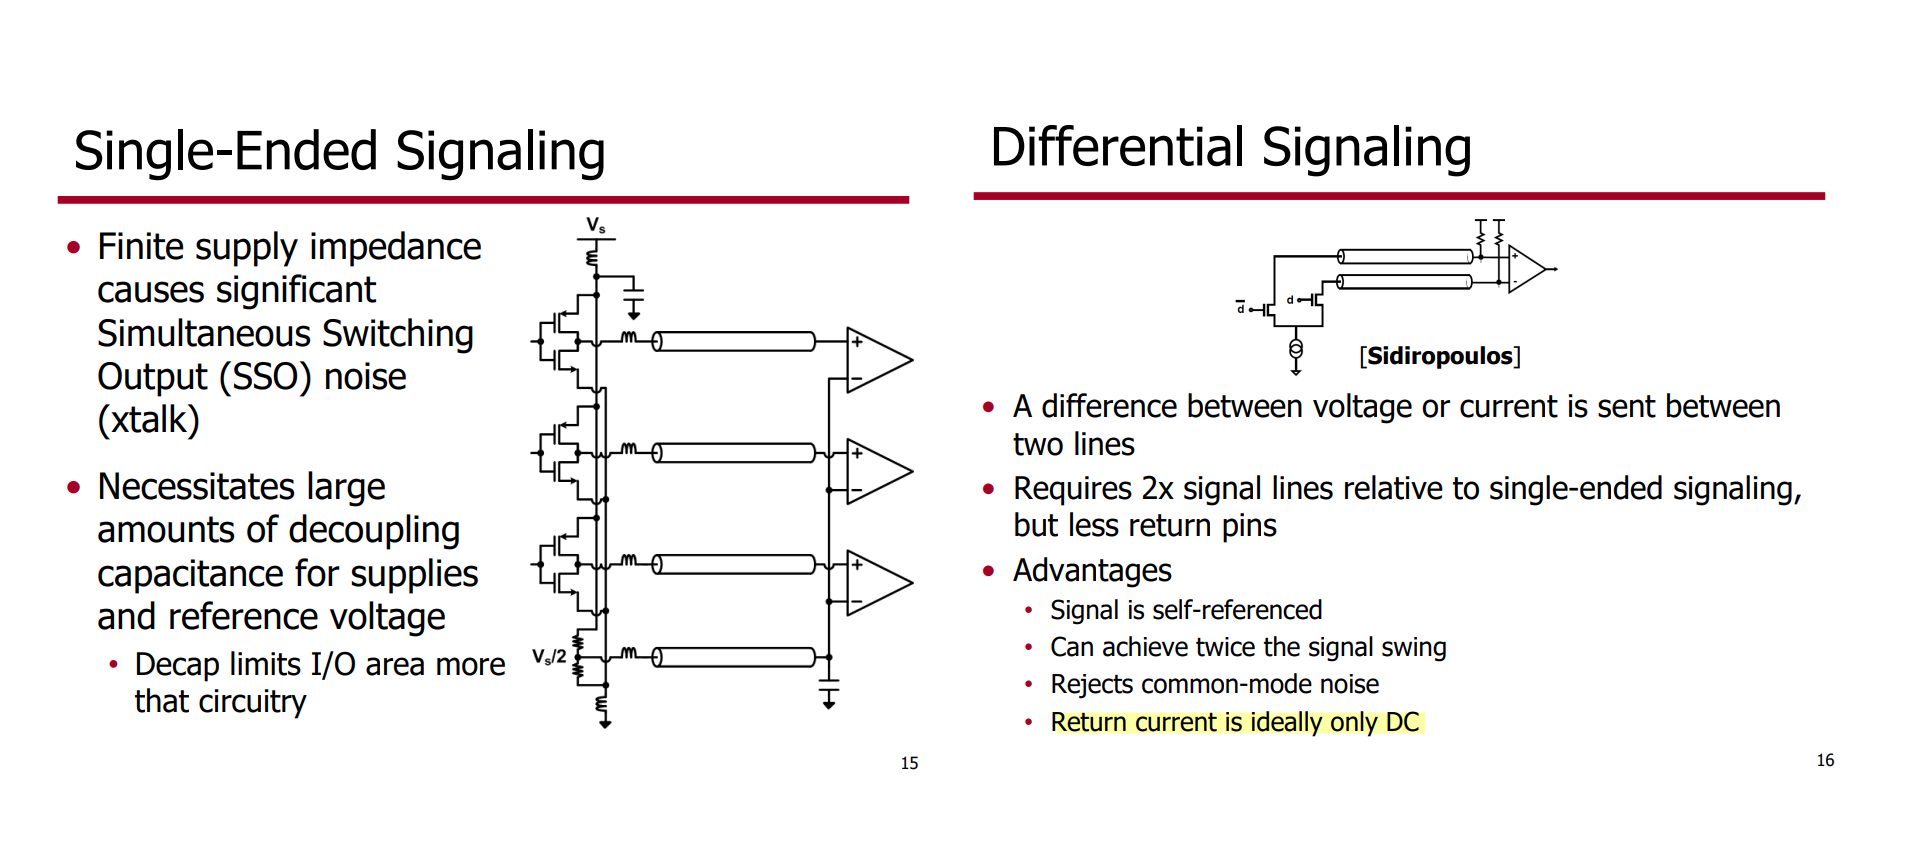 Single-Ended Signaling
• Finite supply impedance
causes significant
Simultaneous Switching
Output (SSO) noise
(xtalk)
• Necessitates large
amounts of decoupling
capacitance for supplies
and reference voltage
• Decap limits I/O area more
that circuitry
Vs
+
−
+
−
+
−
Vs/2
15
Differential Signaling
+
-
d
d̅
[Sidiropoulos]
• A difference between voltage or current is sent between
two lines
• Requires 2x signal lines relative to single-ended signaling,
but less return pins
• Advantages
• Signal is self-referenced
• Can achieve twice the signal swing
• Rejects common-mode noise
• Return current is ideally only DC
16